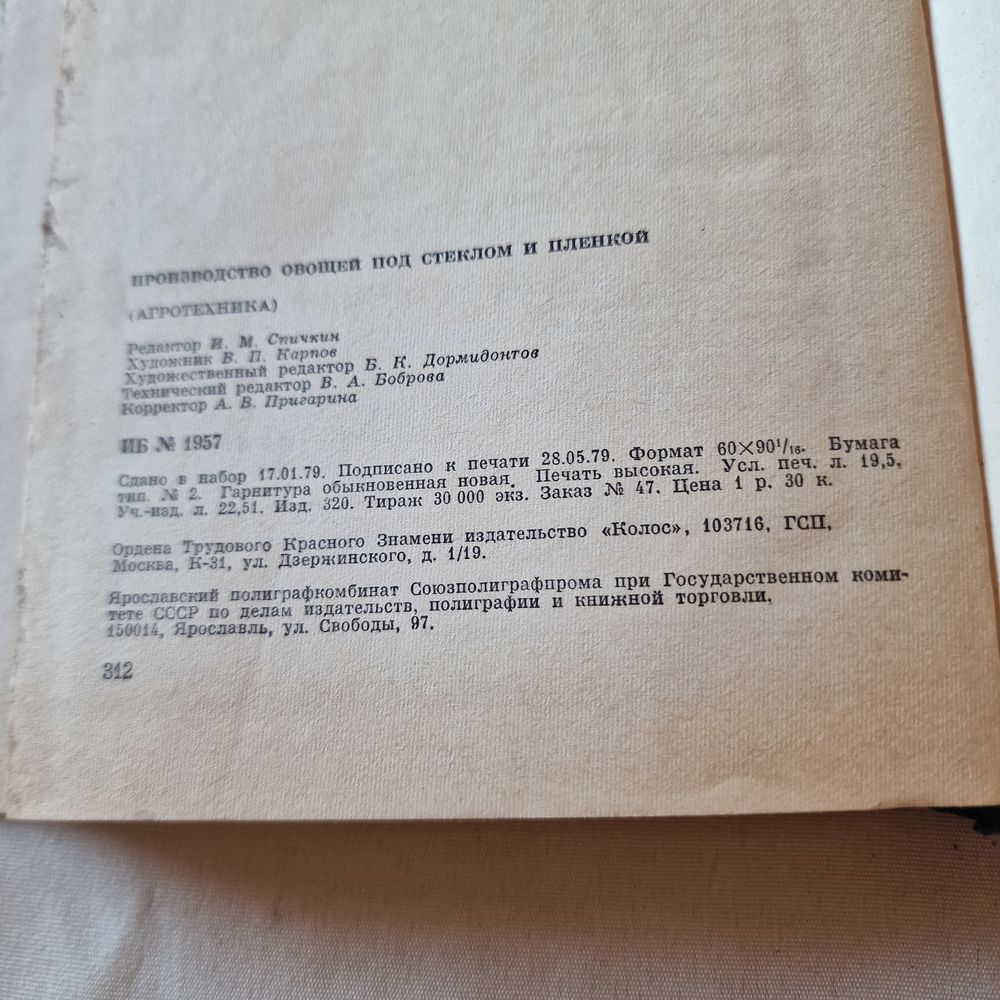 ПРОИЗВОДСТВО ОВОЩЕЙ ПОД СТЕКЛОМ И ПЛЕНКОЙ
(АГРОТЕХНИКА)
Редактор И. М. Спичкин
Художник В. П. Карпов
Художественный редактор Б. К. Дормидонтов
Технический редактор В. А. Боброва
Корректор А. В. Пригарина
ИБ № 1957
Сдано в набор 17.01.79. Подписано к печати 28.05.79. Формат 60×90¹/₁₆. Бумага
тип. № 2. Гарнитура обыкновенная новая. Печать высокая. Усл. печ. л. 19,5.
Уч.-изд. л. 22,51. Изд. 320. Тираж 30 000 экз. Заказ № 47. Цена 1 р. 30 к.
Ордена Трудового Красного Знамени издательство «Колос», 103716, ГСП,
Москва, К-31, ул. Дзержинского, д. 1/19.
Ярославский полиграфкомбинат Союзполиграфпрома при Государственном коми-
тете СССР по делам издательств, полиграфии и книжной торговли.
150014, Ярославль, ул. Свободы, 97.
312